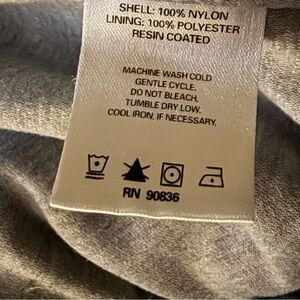 SHELL: 100% NYLON
LINING: 100% POLYESTER
RESIN COATED
MACHINE WASH COLD
GENTLE CYCLE.
DO NOT BLEACH.
TUMBLE DRY LOW.
COOL IRON, IF NECESSARY.
RN 90836